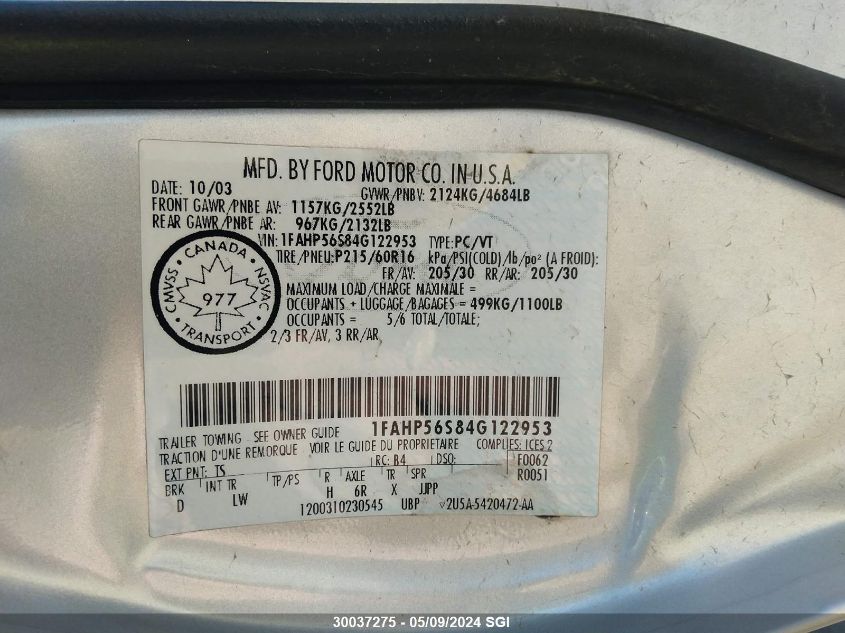 MFD. BY FORD MOTOR CO. IN U.S.A.
DATE: 10/03 GVWR/PNBV: 2124KG/4684LB
FRONT GAWR/PNBE AV: 1157KG/2552LB
REAR GAWR/PNBE AR: 967KG/2132LB
VIN: 1FAHP56S84G122953 TYPE: PC/VT
TIRE/PNEU: P215/60R16 kPa/PSI(COLD)/lb/po² (A FROID):
FR/AV: 205/30 RR/AR: 205/30
MAXIMUM LOAD/CHARGE MAXIMALE =
OCCUPANTS + LUGGAGE/BAGAGES = 499KG/1100LB
OCCUPANTS = 5/6 TOTAL/TOTALE;
2/3 FR/AV, 3 RR/AR
CANADA
CMVSS
NSVAC
977
TRANSPORT
1FAHP56S84G122953
TRAILER TOWING - SEE OWNER GUIDE
TRACTION D'UNE REMORQUE - VOIR LE GUIDE DU PROPRIETAIRE COMPLIES: ICES 2
EXT PNT: TS RC: B4 DSO: F0062
BRK INT TR TP/PS R AXLE TR SPR R0051
D LW H 6R X JJPP
1200310230545 UBP ▽2U5A-5420472-AA
30037275 - 05/09/2024 SGI